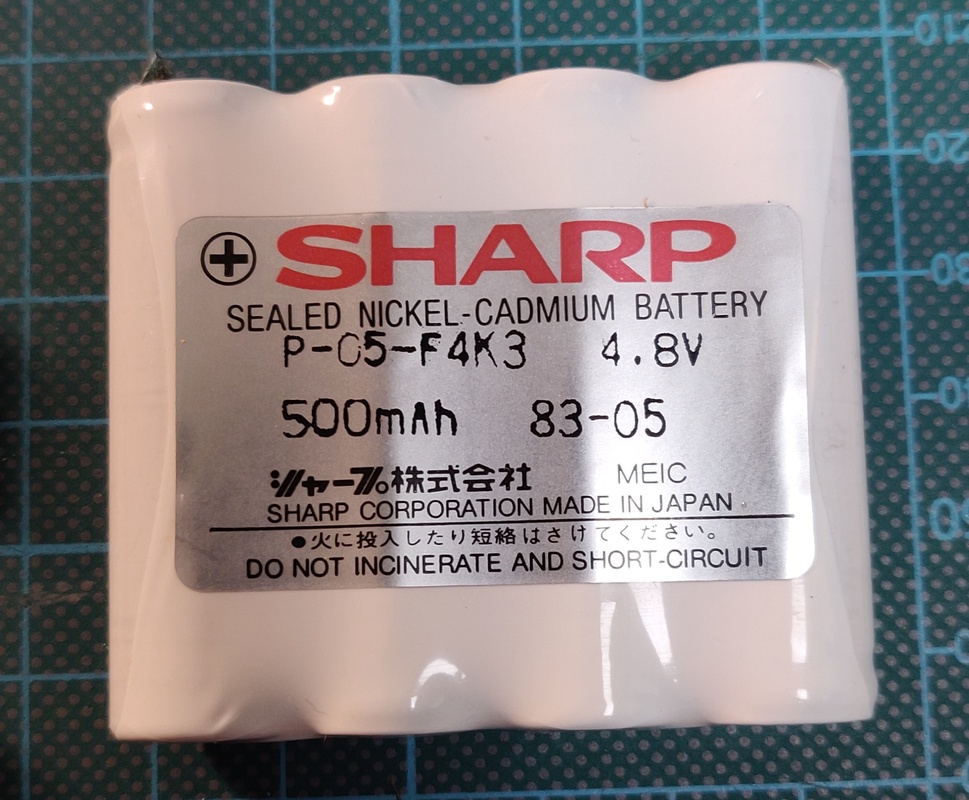 ⊕ SHARP
SEALED NICKEL-CADMIUM BATTERY
P-05-F4K3 4.8V
500mAh 83-05
シャープ株式会社 MEIC
SHARP CORPORATION MADE IN JAPAN
●火に投入したり短絡はさけてください。
DO NOT INCINERATE AND SHORT-CIRCUIT